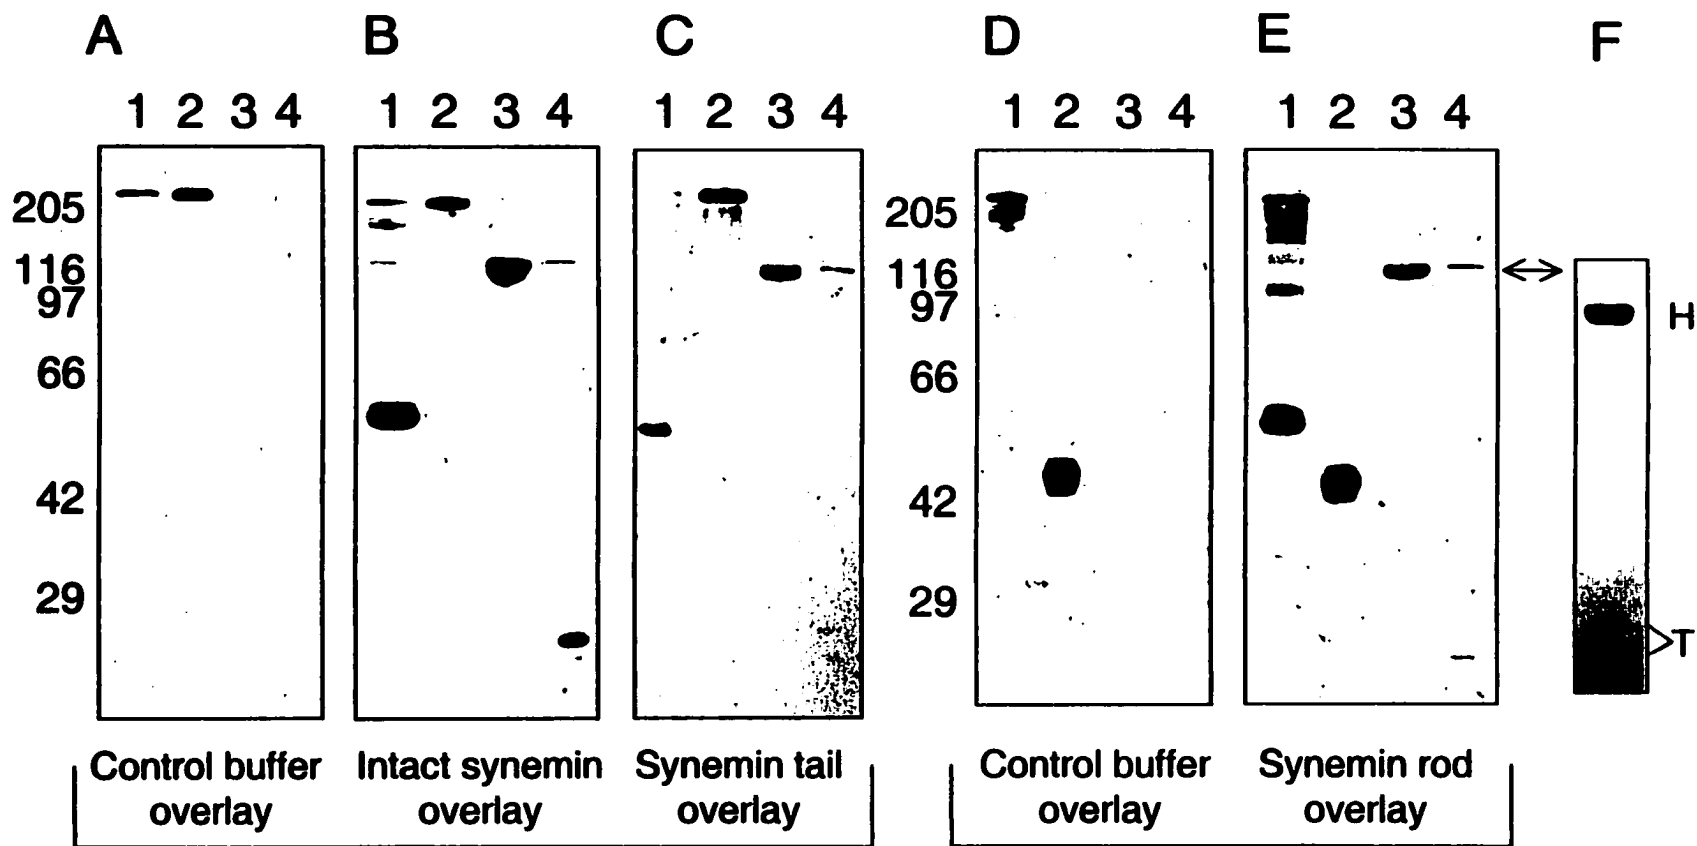 A B C D E F
1 2 3 4 1 2 3 4 1 2 3 4 1 2 3 4 1 2 3 4
205
116
97
66
42
29
205
116
97
66
42
29
H
T
Control buffer
overlay
Intact synemin
overlay
Synemin tail
overlay
Control buffer
overlay
Synemin rod
overlay